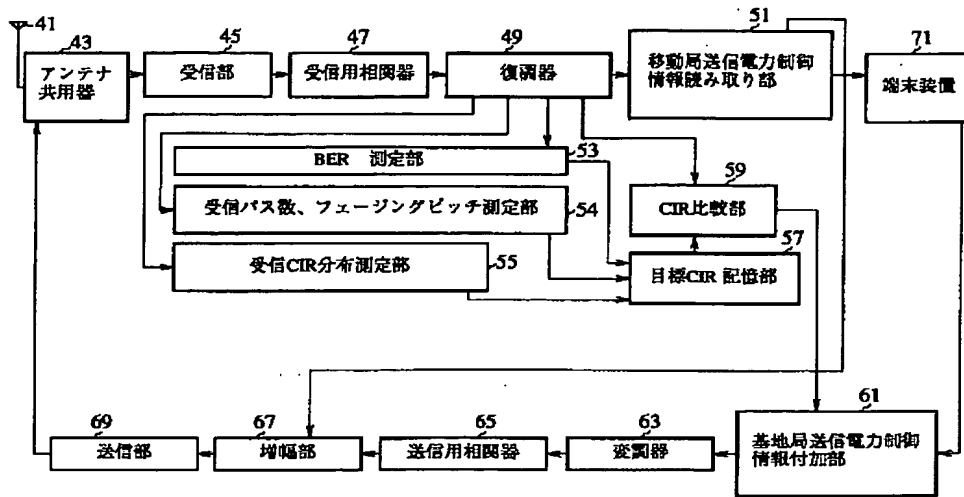 41
43
45
47
49
51
71
アンテナ
共用器
受信部
受信用相関器
復調器
移動局送信電力制御
情報読み取り部
端末装置
BER 測定部
53
59
受信パス数、フェージングピッチ測定部
54
CIR比較部
57
受信CIR分布測定部
55
目標CIR記憶部
61
69
67
65
63
基地局送信電力制御
情報付加部
送信部
増幅部
送信用相関器
変調器